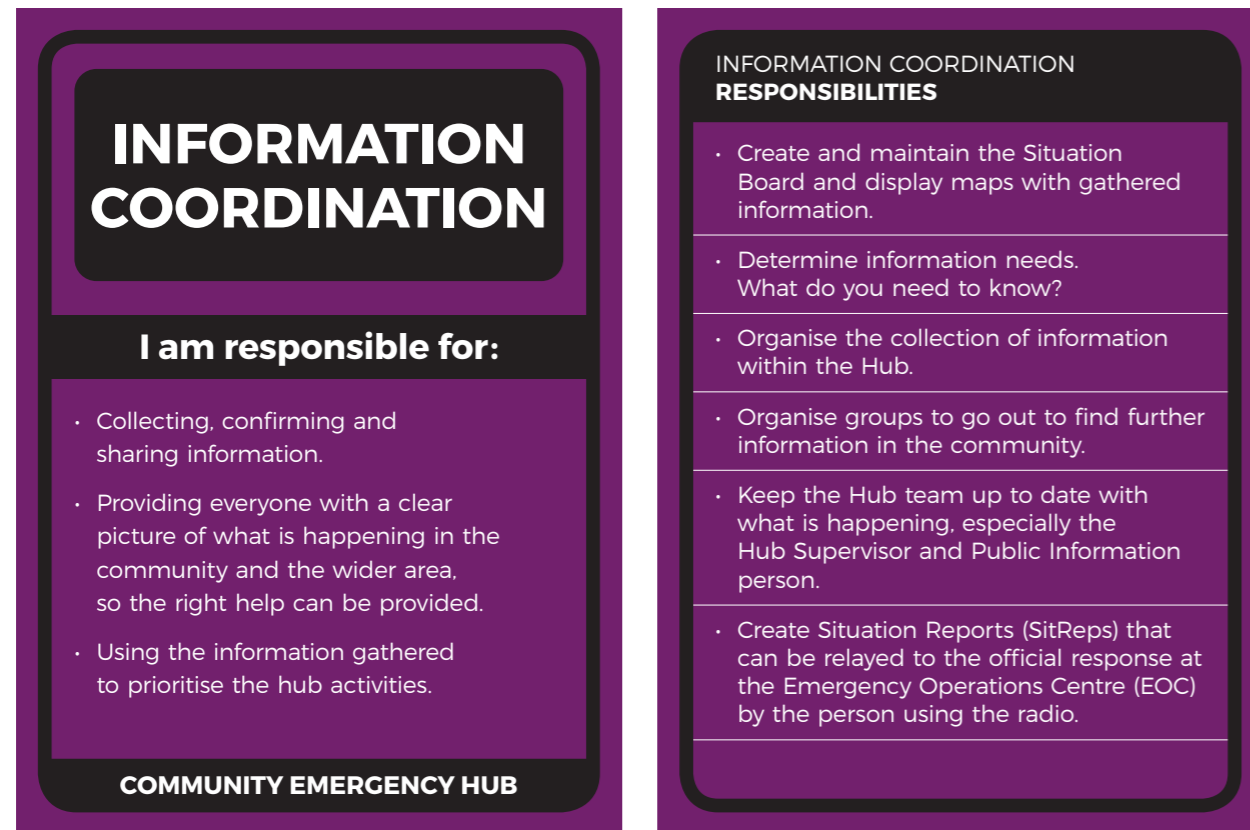 INFORMATION
COORDINATION
I am responsible for:
• Collecting, confirming and
sharing information.
• Providing everyone with a clear
picture of what is happening in the
community and the wider area,
so the right help can be provided.
• Using the information gathered
to prioritise the hub activities.
COMMUNITY EMERGENCY HUB
INFORMATION COORDINATION
RESPONSIBILITIES
• Create and maintain the Situation
Board and display maps with gathered
information.
• Determine information needs.
What do you need to know?
• Organise the collection of information
within the Hub.
• Organise groups to go out to find further
information in the community.
• Keep the Hub team up to date with
what is happening, especially the
Hub Supervisor and Public Information
person.
• Create Situation Reports (SitReps) that
can be relayed to the official response at
the Emergency Operations Centre (EOC)
by the person using the radio.